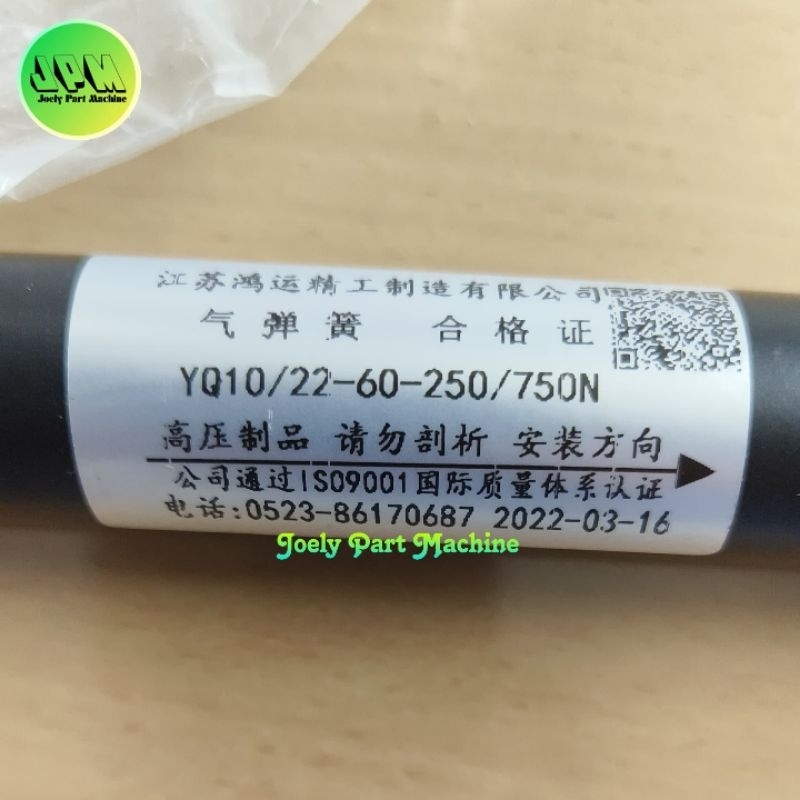 JPM
Joely Part Machine
江苏鸿运精工制造有限公司
气弹簧 合格证
YQ10/22-60-250/750N
高压制品 请勿剖析 安装方向
公司通过ISO9001国际质量体系认证
电话:0523-86170687 2022-03-16
Joely Part Machine